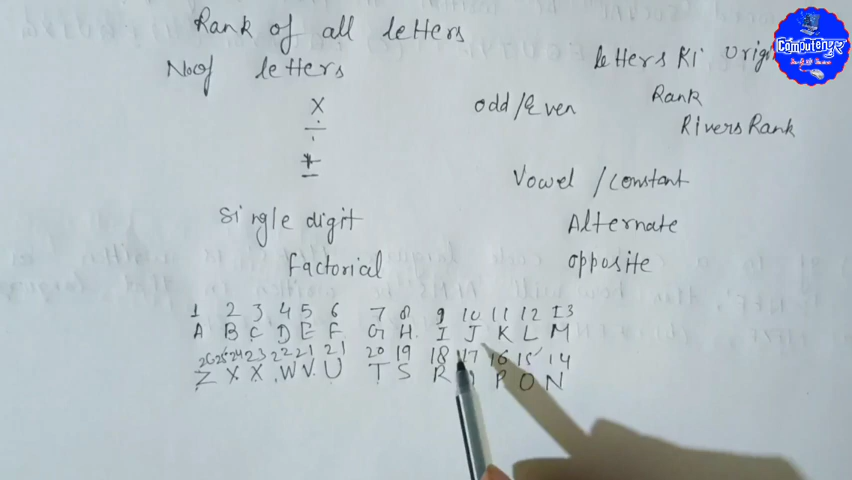 Rank of all letters
No of letters
letters Ki Orig
X
÷
±
Odd/Even
Rank
Rivers Rank
Vowel / Constant
Single digit
Alternate
Factorial
opposite
1 2 3 4 5 6 7 8 9 10 11 12 13
A B C D E F G H I J K L M
26 25 24 23 22 21 21 20 19 18 17 16 15 14
Z X X W V U T S R P O N
Computengर